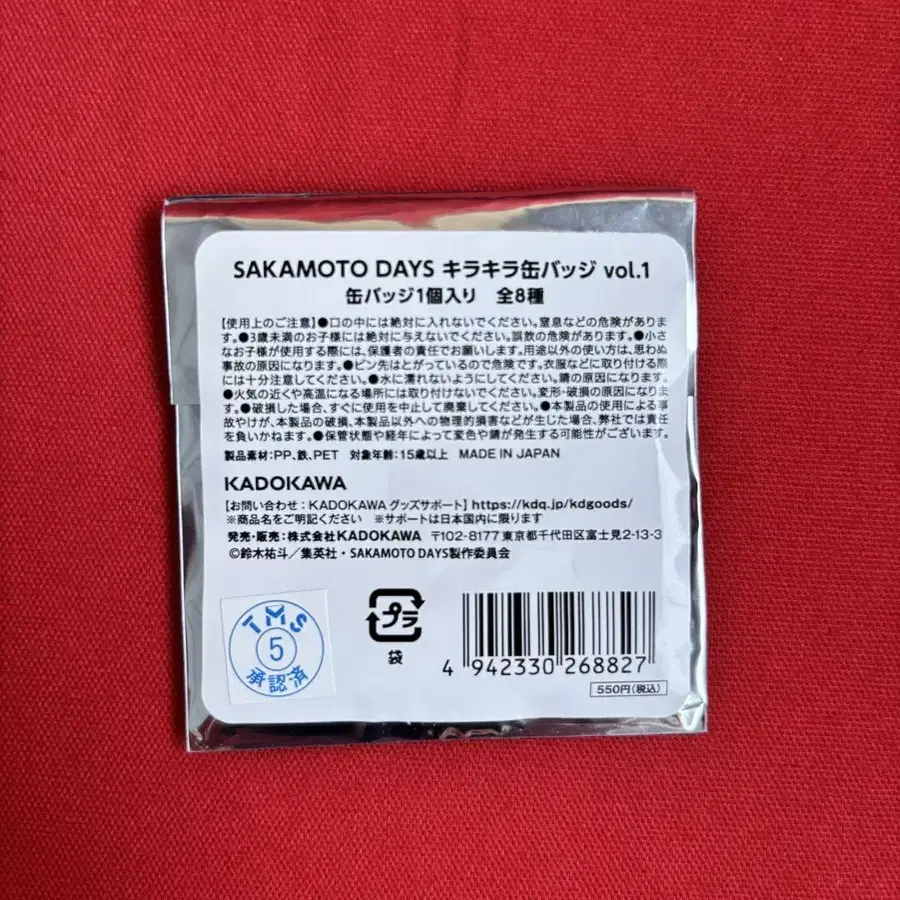 SAKAMOTO DAYS キラキラ缶バッジ vol.1
缶バッジ1個入り 全8種
【使用上のご注意】●口の中には絶対に入れないでください。窒息などの危険がありま
す。●3歳未満のお子様には絶対に与えないでください。誤飲の危険があります。●小さ
なお子様が使用する際には、保護者の責任でお願いします。用途以外の使い方は、思わぬ
事故の原因になります。●ピン先はとがっているので危険です。衣服などに取り付ける際
には十分注意してください。●水に濡れないようにしてください。錆の原因になります。
●火気の近くや高温になる場所には取り付けないでください。変形・破損の原因になりま
す。●破損した場合、すぐに使用を中止して廃棄してください。●本製品の使用による事
故やけが、本製品の破損、本製品以外への物理的損害などが生じた場合、弊社では責任
を負いかねます。●保管状態や経年によって変色や錆が発生する可能性がございます。
製品素材:PP、鉄、PET 対象年齢:15歳以上 MADE IN JAPAN
KADOKAWA
【お問い合わせ:KADOKAWAグッズサポート】https://kdq.jp/kdgoods/
※商品名をご明記ください ※サポートは日本国内に限ります
発売・販売:株式会社KADOKAWA 〒102-8177 東京都千代田区富士見2-13-3
©鈴木祐斗/集英社・SAKAMOTO DAYS製作委員会
TMS
5
承認済
プラ
袋
4 942330 268827
550円(税込)